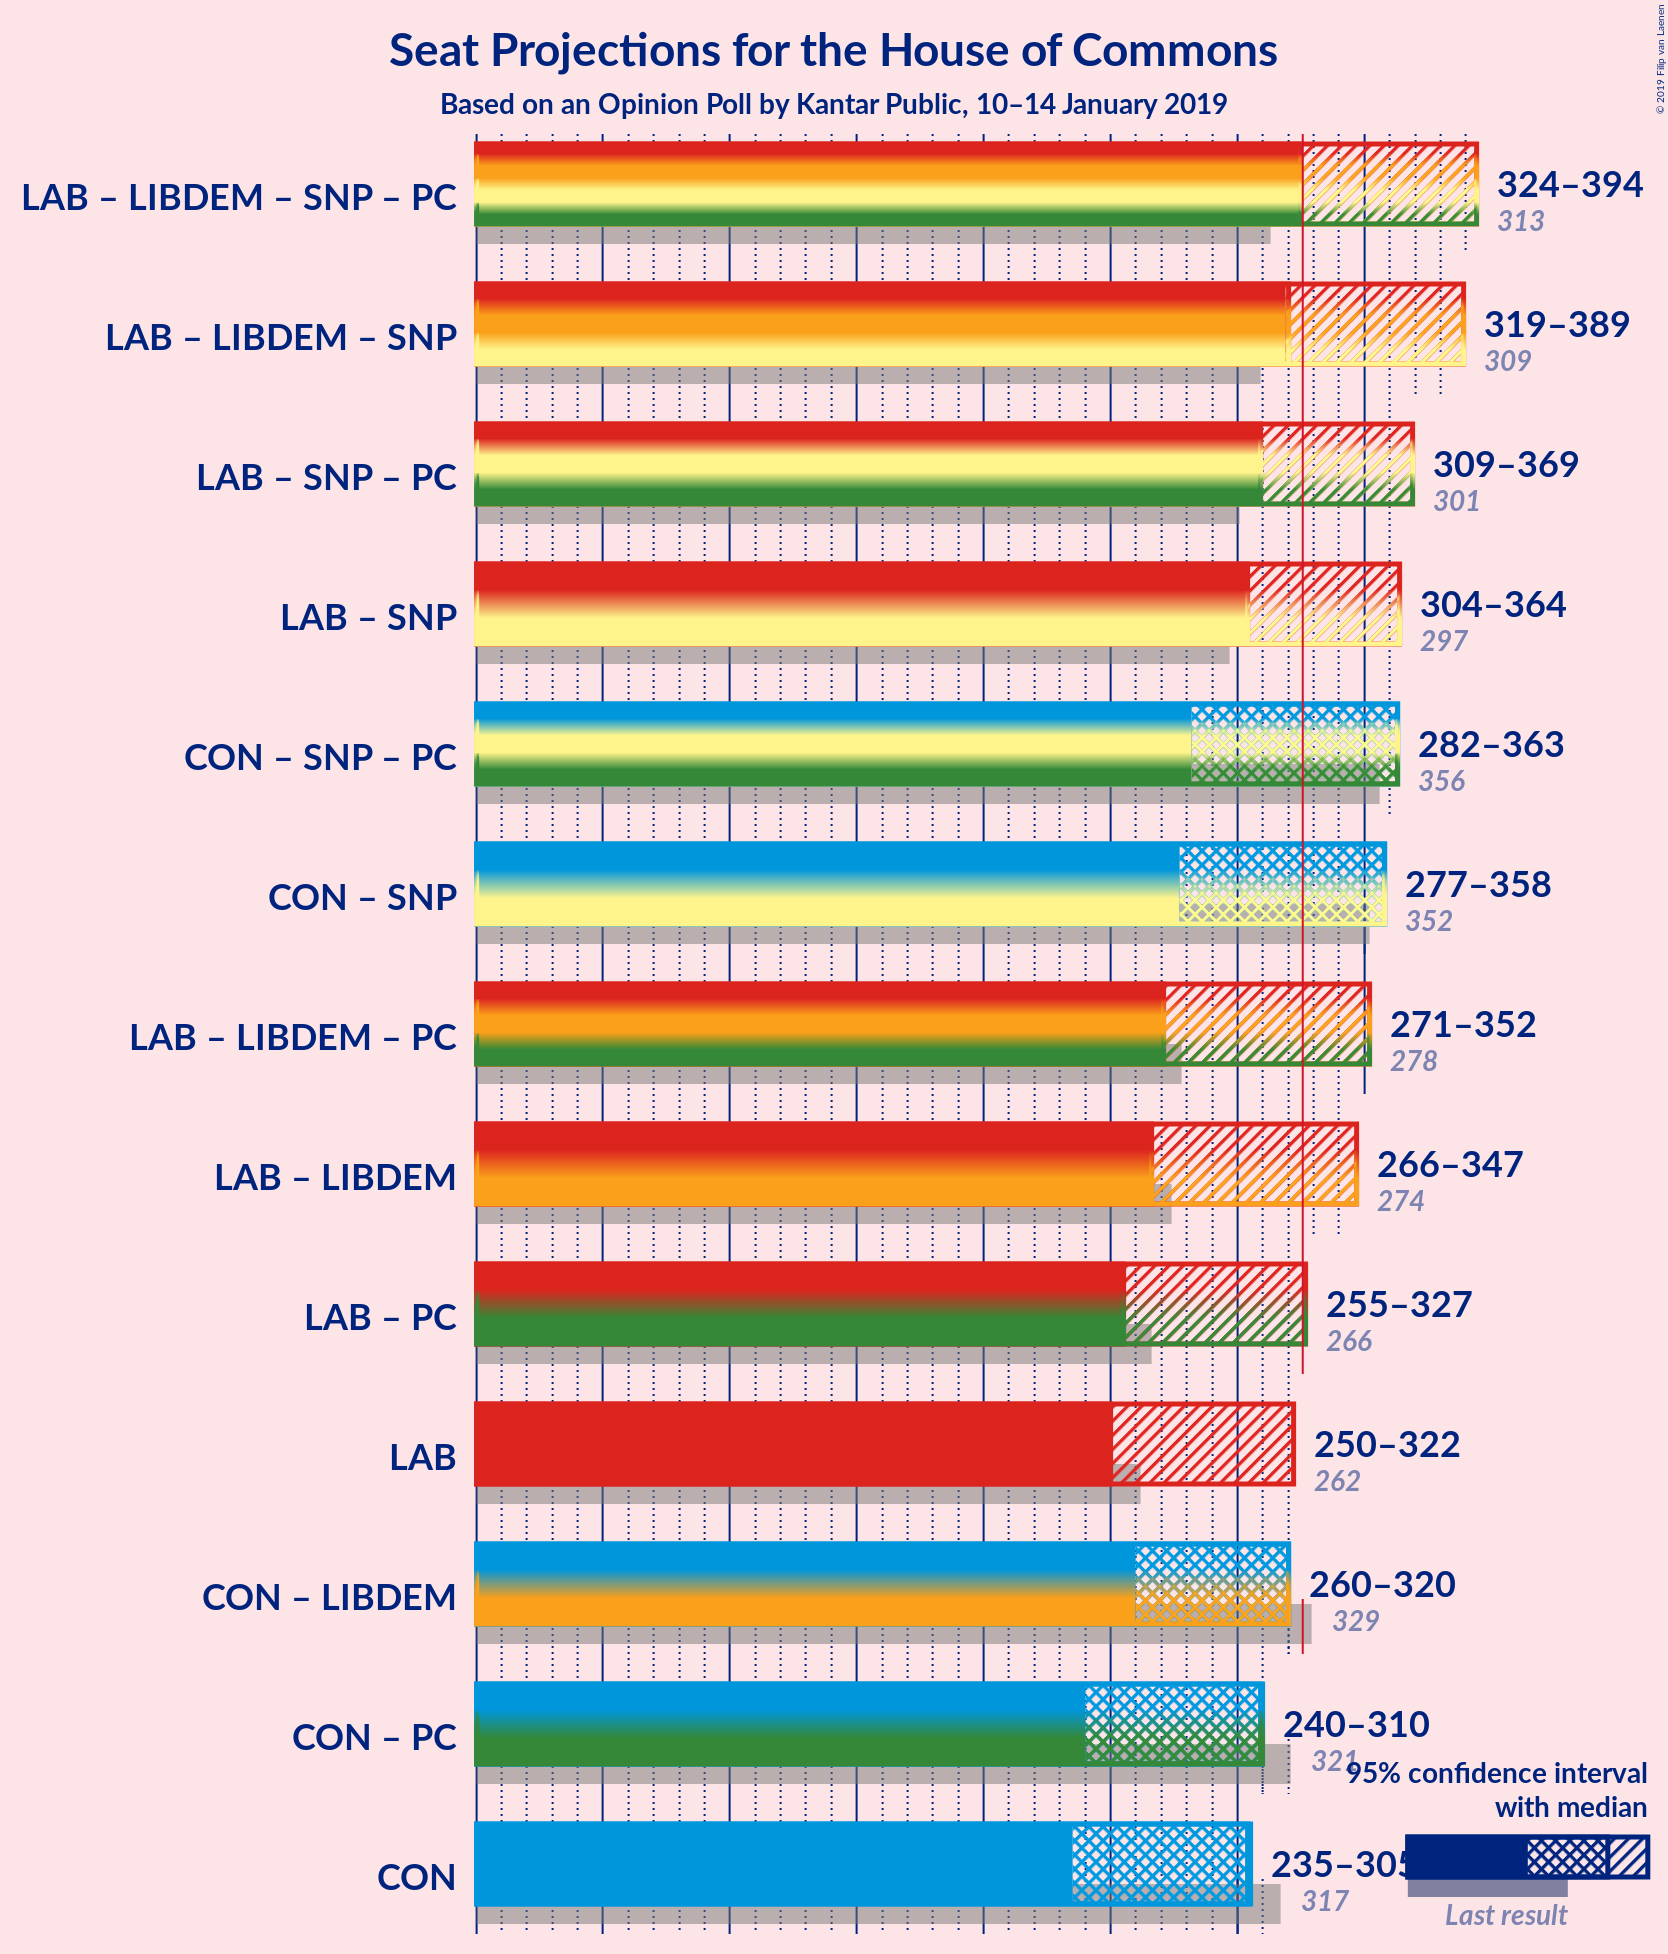 Seat Projections for the House of Commons
Based on an Opinion Poll by Kantar Public, 10–14 January 2019
© 2019 Filip van Laenen
LAB – LIBDEM – SNP – PC
324–394
313
LAB – LIBDEM – SNP
319–389
309
LAB – SNP – PC
309–369
301
LAB – SNP
304–364
297
CON – SNP – PC
282–363
356
CON – SNP
277–358
352
LAB – LIBDEM – PC
271–352
278
LAB – LIBDEM
266–347
274
LAB – PC
255–327
266
LAB
250–322
262
CON – LIBDEM
260–320
329
CON – PC
240–310
321
CON
235–305
317
95% confidence interval
with median
Last result